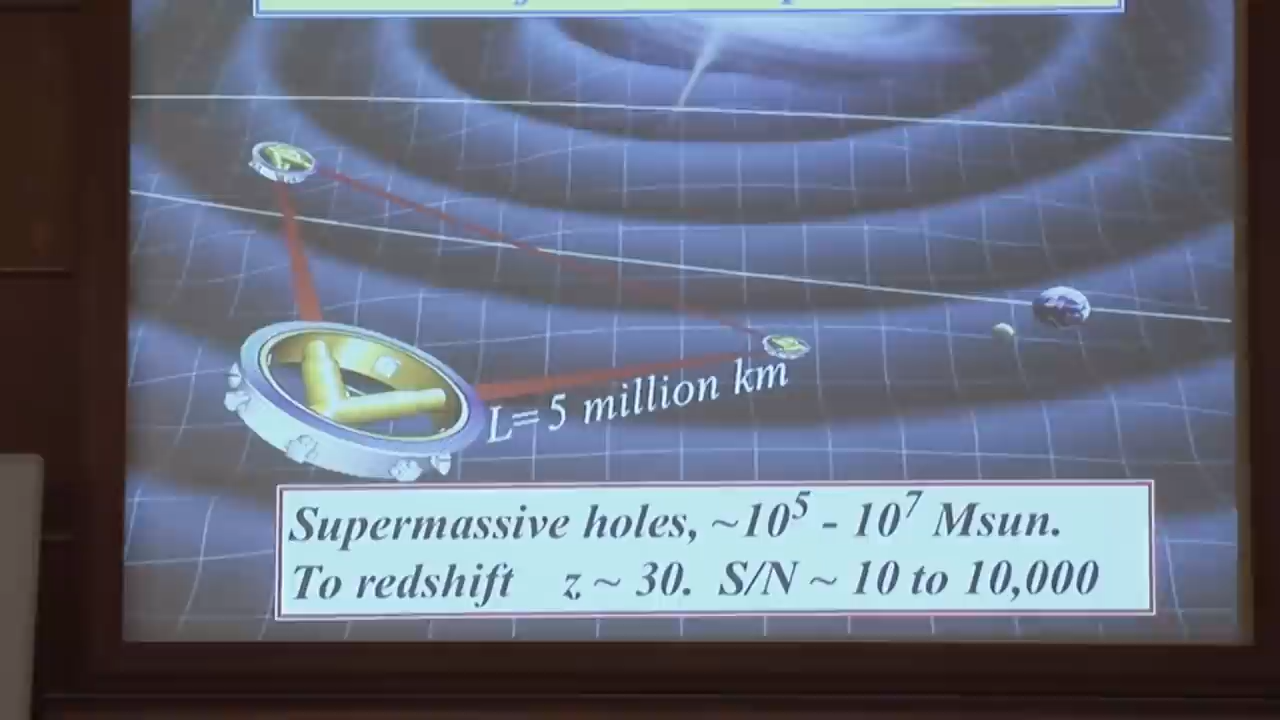 L= 5 million km
Supermassive holes, ~10⁵ - 10⁷ Msun.
To redshift z ~ 30. S/N ~ 10 to 10,000